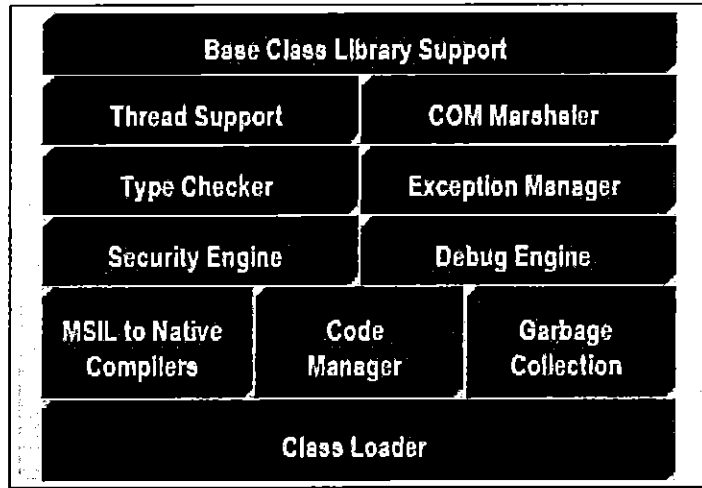 Base Class Library Support
Thread Support
COM Marshaler
Type Checker
Exception Manager
Security Engine
Debug Engine
MSIL to Native
Compilers
Code
Manager
Garbage
Collection
Class Loader